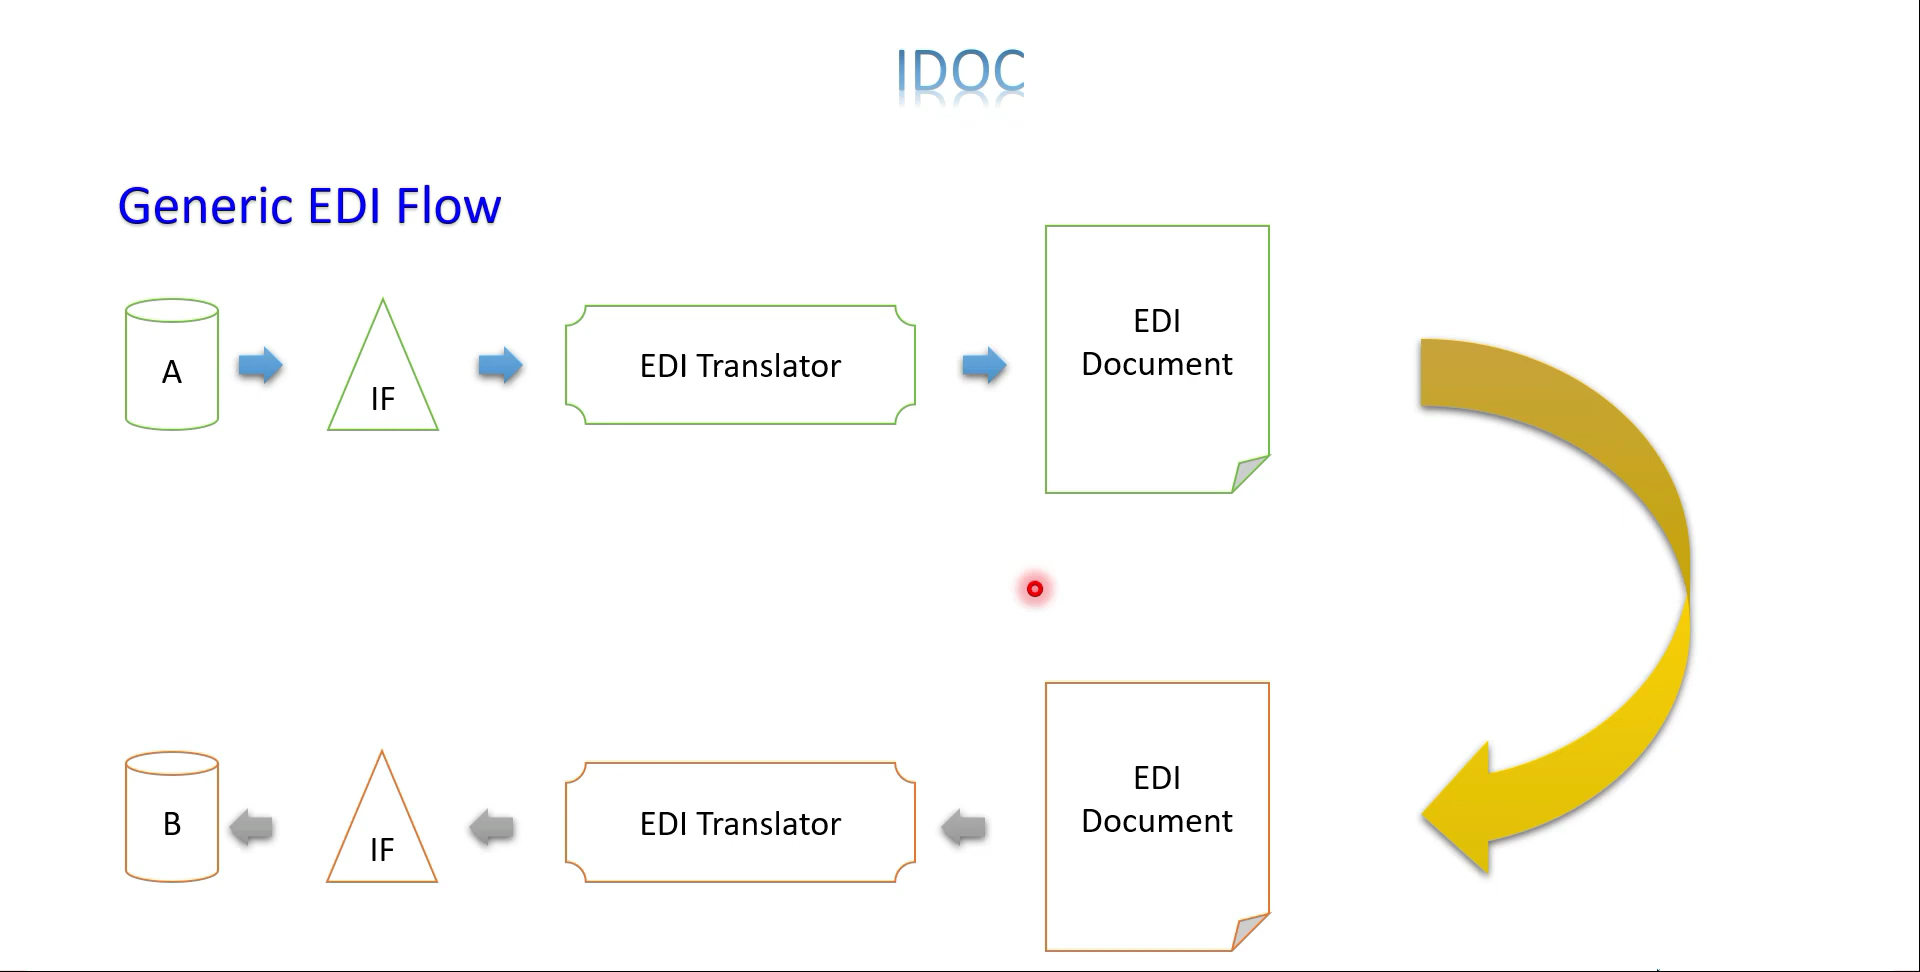 IDOC
Generic EDI Flow
A
IF
EDI Translator
EDI
Document
B
IF
EDI Translator
EDI
Document